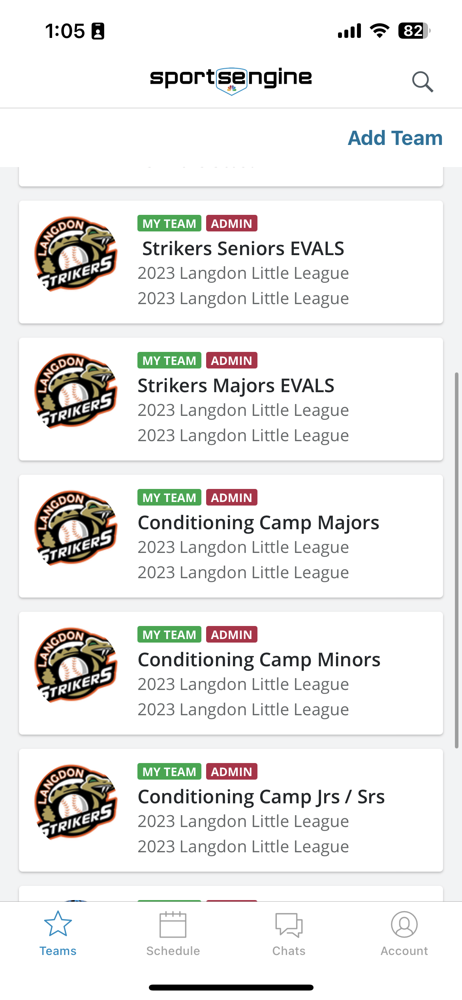 1:05
82
sportsengine
Add Team
LANGDON
STRIKERS
MY TEAM ADMIN
Strikers Seniors EVALS
2023 Langdon Little League
2023 Langdon Little League
LANGDON
STRIKERS
MY TEAM ADMIN
Strikers Majors EVALS
2023 Langdon Little League
2023 Langdon Little League
LANGDON
STRIKERS
MY TEAM ADMIN
Conditioning Camp Majors
2023 Langdon Little League
2023 Langdon Little League
LANGDON
STRIKERS
MY TEAM ADMIN
Conditioning Camp Minors
2023 Langdon Little League
2023 Langdon Little League
LANGDON
STRIKERS
MY TEAM ADMIN
Conditioning Camp Jrs / Srs
2023 Langdon Little League
2023 Langdon Little League
Teams
Schedule
Chats
Account